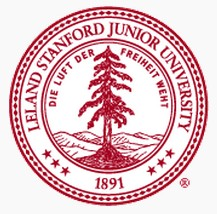 LELAND STANFORD JUNIOR UNIVERSITY
DIE LUFT DER FREIHEIT WEHT
1891
®